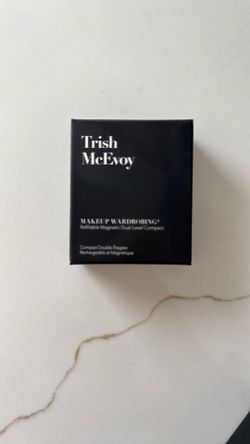 Trish
McEvoy
MAKEUP WARDROBING®
Refillable Magnetic Dual-Level Compact
Compact Double-Étagère
Rechargeable et Magnétique